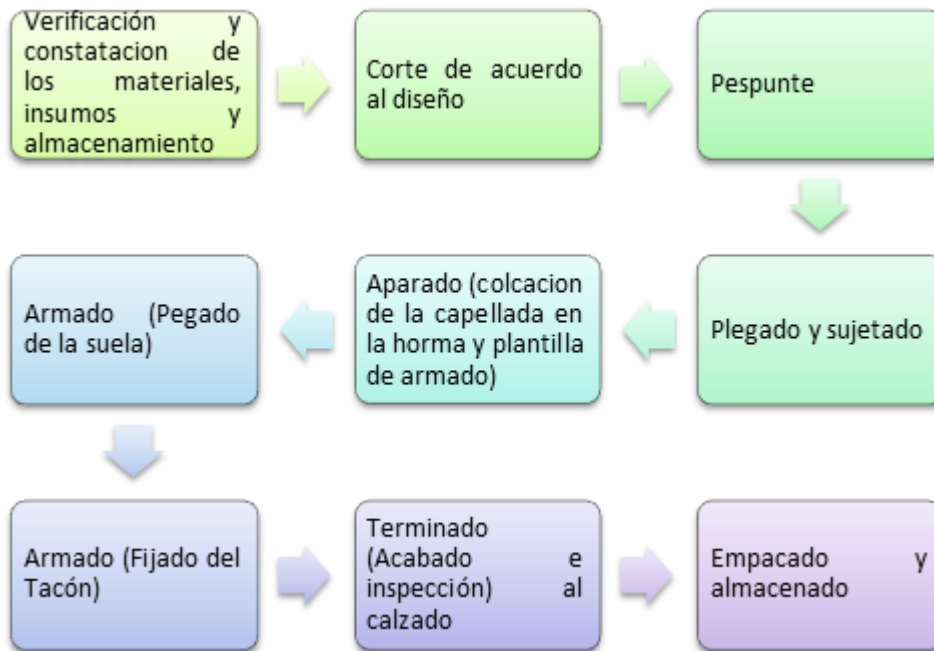 Verificación y
constatacion de
los materiales,
insumos y
almacenamiento
Corte de acuerdo
al diseño
Pespunte
Plegado y sujetado
Aparado (colcacion
de la capellada en
la horma y plantilla
de armado)
Armado (Pegado
de la suela)
Armado (Fijado del
Tacón)
Terminado
(Acabado e
inspección) al
calzado
Empacado y
almacenado